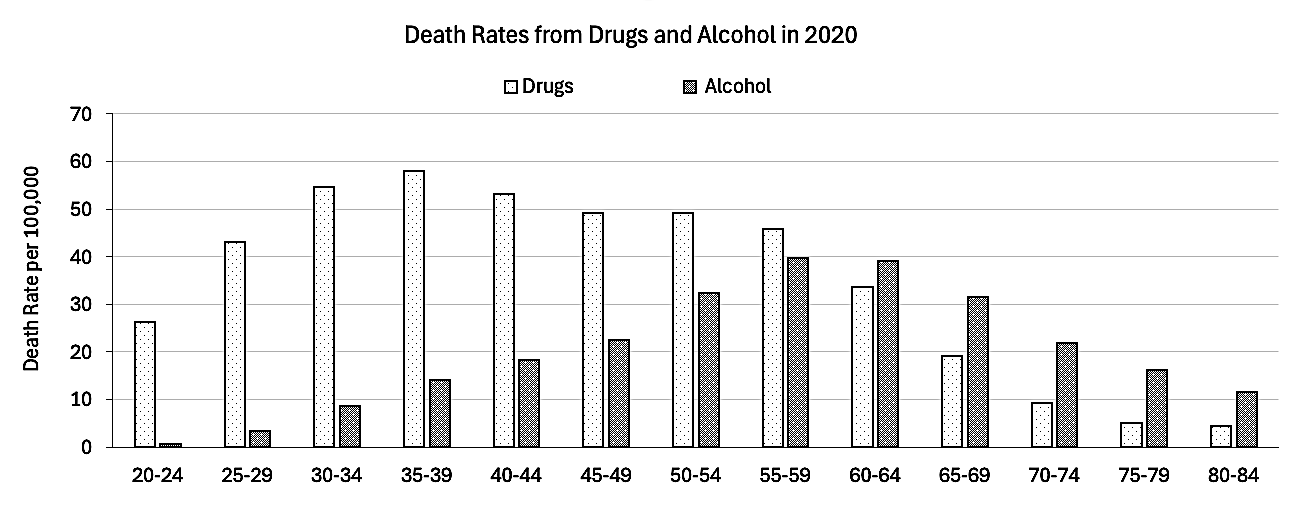 Death Rates from Drugs and Alcohol in 2020
Drugs Alcohol
Death Rate per 100,000
70
60
50
40
30
20
10
0
20-24 25-29 30-34 35-39 40-44 45-49 50-54 55-59 60-64 65-69 70-74 75-79 80-84